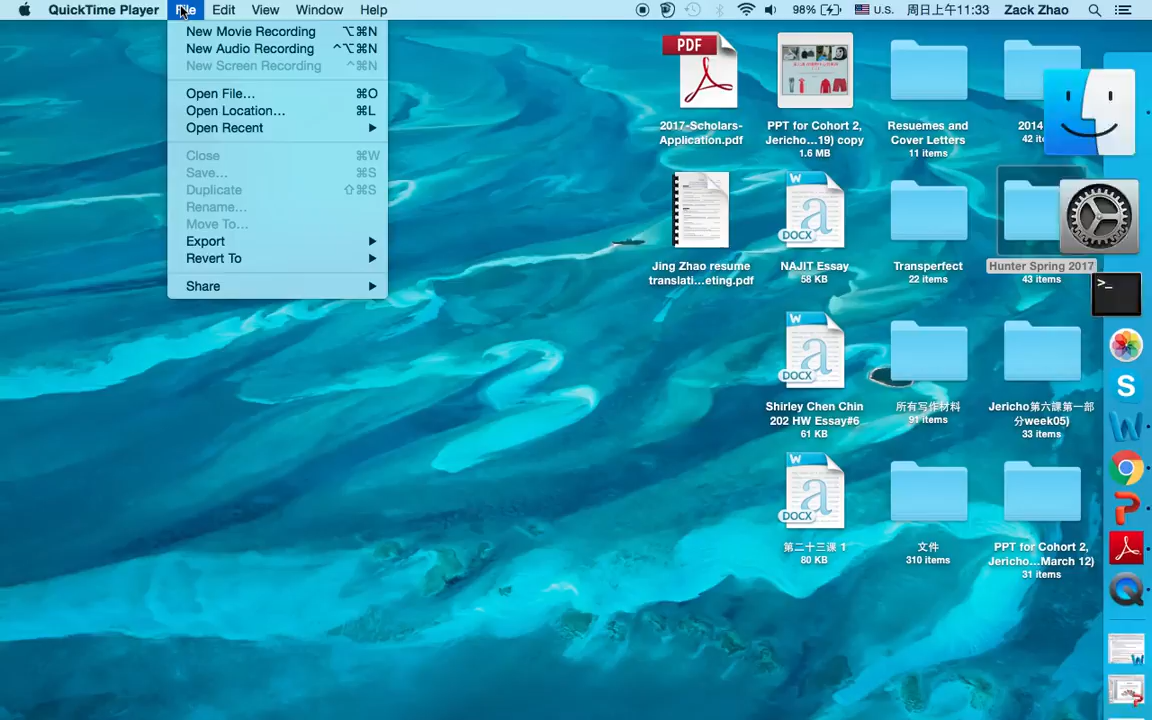 QuickTime Player File Edit View Window Help 98% U.S. 周日上午11:33 Zack Zhao
New Movie Recording ⌥⌘N
New Audio Recording ^⌥⌘N
New Screen Recording ^⌘N
Open File... ⌘O
Open Location... ⌘L
Open Recent
Close ⌘W
Save... ⌘S
Duplicate ⇧⌘S
Rename...
Move To...
Export
Revert To
Share
PDF
2017-Scholars-
Application.pdf
PPT for Cohort 2,
Jericho...19) copy
1.6 MB
Resuemes and
Cover Letters
11 items
2014
Jing Zhao resume
translati...eting.pdf
W
DOCX
NAJIT Essay
58 KB
Transperfect
22 items
Hunter Spring 2017
43 items
W
DOCX
Shirley Chen Chin
202 HW Essay#6
61 KB
所有写作材料
91 items
Jericho第六課第一部
分week05)
33 items
W
DOCX
第二十三课 1
80 KB
文件
310 items
PPT for Cohort 2,
Jericho...March 12)
31 items
>_
S
W